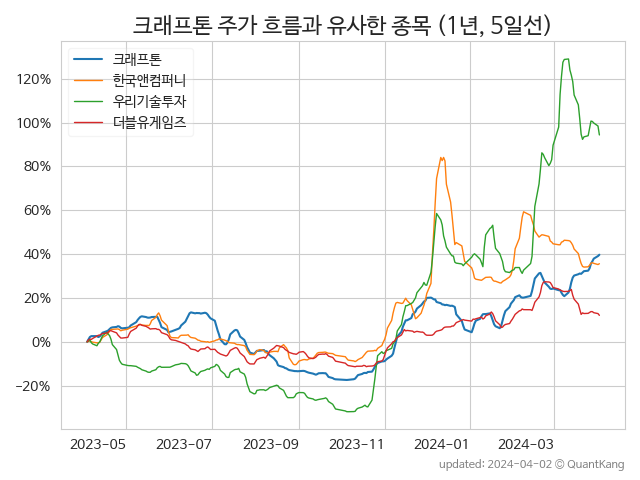 크래프톤 주가 흐름과 유사한 종목 (1년, 5일선)
크래프톤
한국앤컴퍼니
우리기술투자
더블유게임즈
120%
100%
80%
60%
40%
20%
0%
−20%
2023-05 2023-07 2023-09 2023-11 2024-01 2024-03
updated: 2024-04-02 © QuantKang